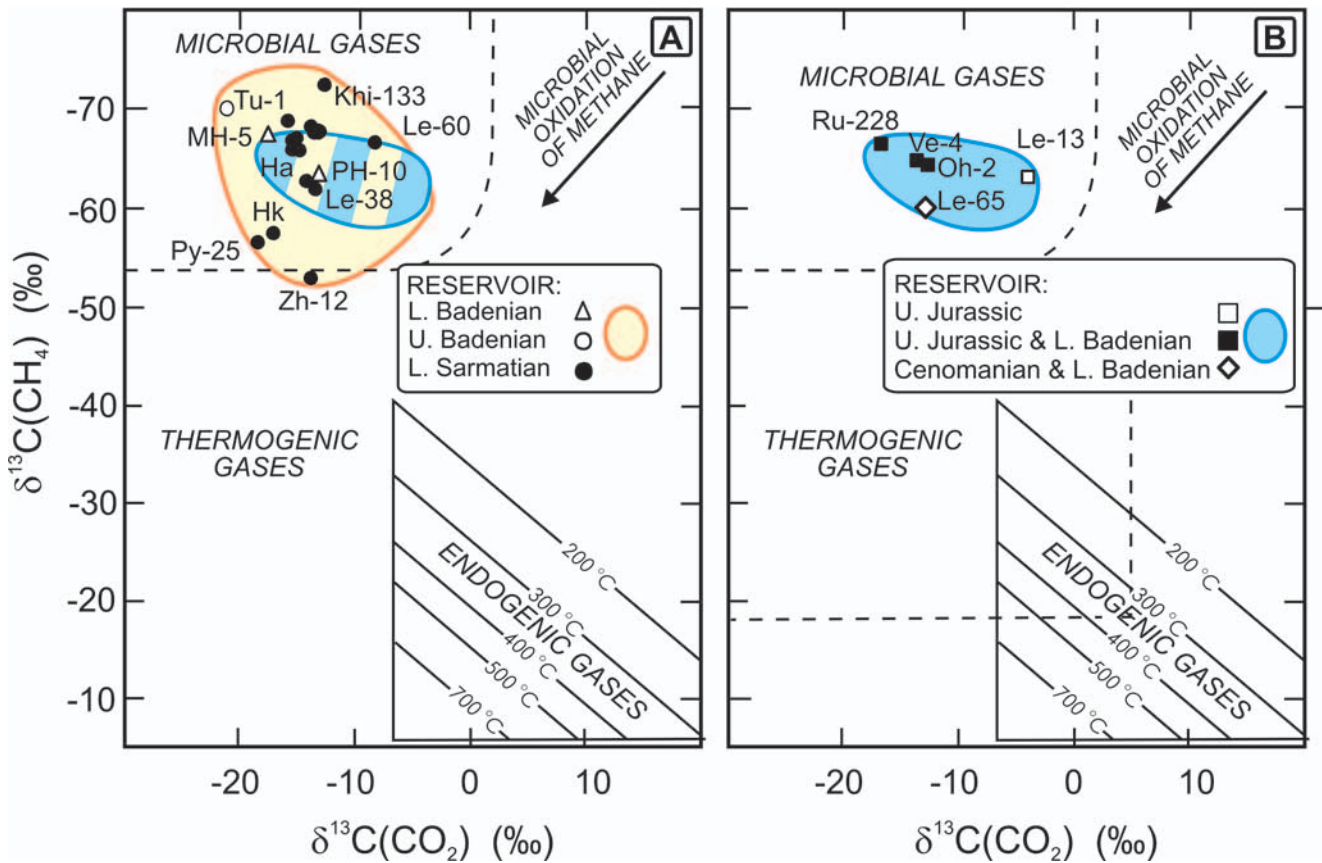 MICROBIAL GASES
A
MICROBIAL
OXIDATION
OF METHANE
Tu-1
Khi-133
MH-5
Le-60
Ha
PH-10
Le-38
Hk
Py-25
Zh-12
RESERVOIR:
L. Badenian
U. Badenian
L. Sarmatian
THERMOGENIC
GASES
ENDOGENIC GASES
200 °C
300 °C
400 °C
500 °C
700 °C
-70
-60
-50
-40
-30
-20
-10
δ¹³C(CH₄) (‰)
-20
-10
0
10
δ¹³C(CO₂) (‰)
B
MICROBIAL GASES
MICROBIAL
OXIDATION
OF METHANE
Ru-228
Ve-4
Le-13
Oh-2
Le-65
RESERVOIR:
U. Jurassic
U. Jurassic & L. Badenian
Cenomanian & L. Badenian
THERMOGENIC
GASES
ENDOGENIC GASES
200 °C
300 °C
400 °C
500 °C
700 °C
-20
-10
0
10
δ¹³C(CO₂) (‰)